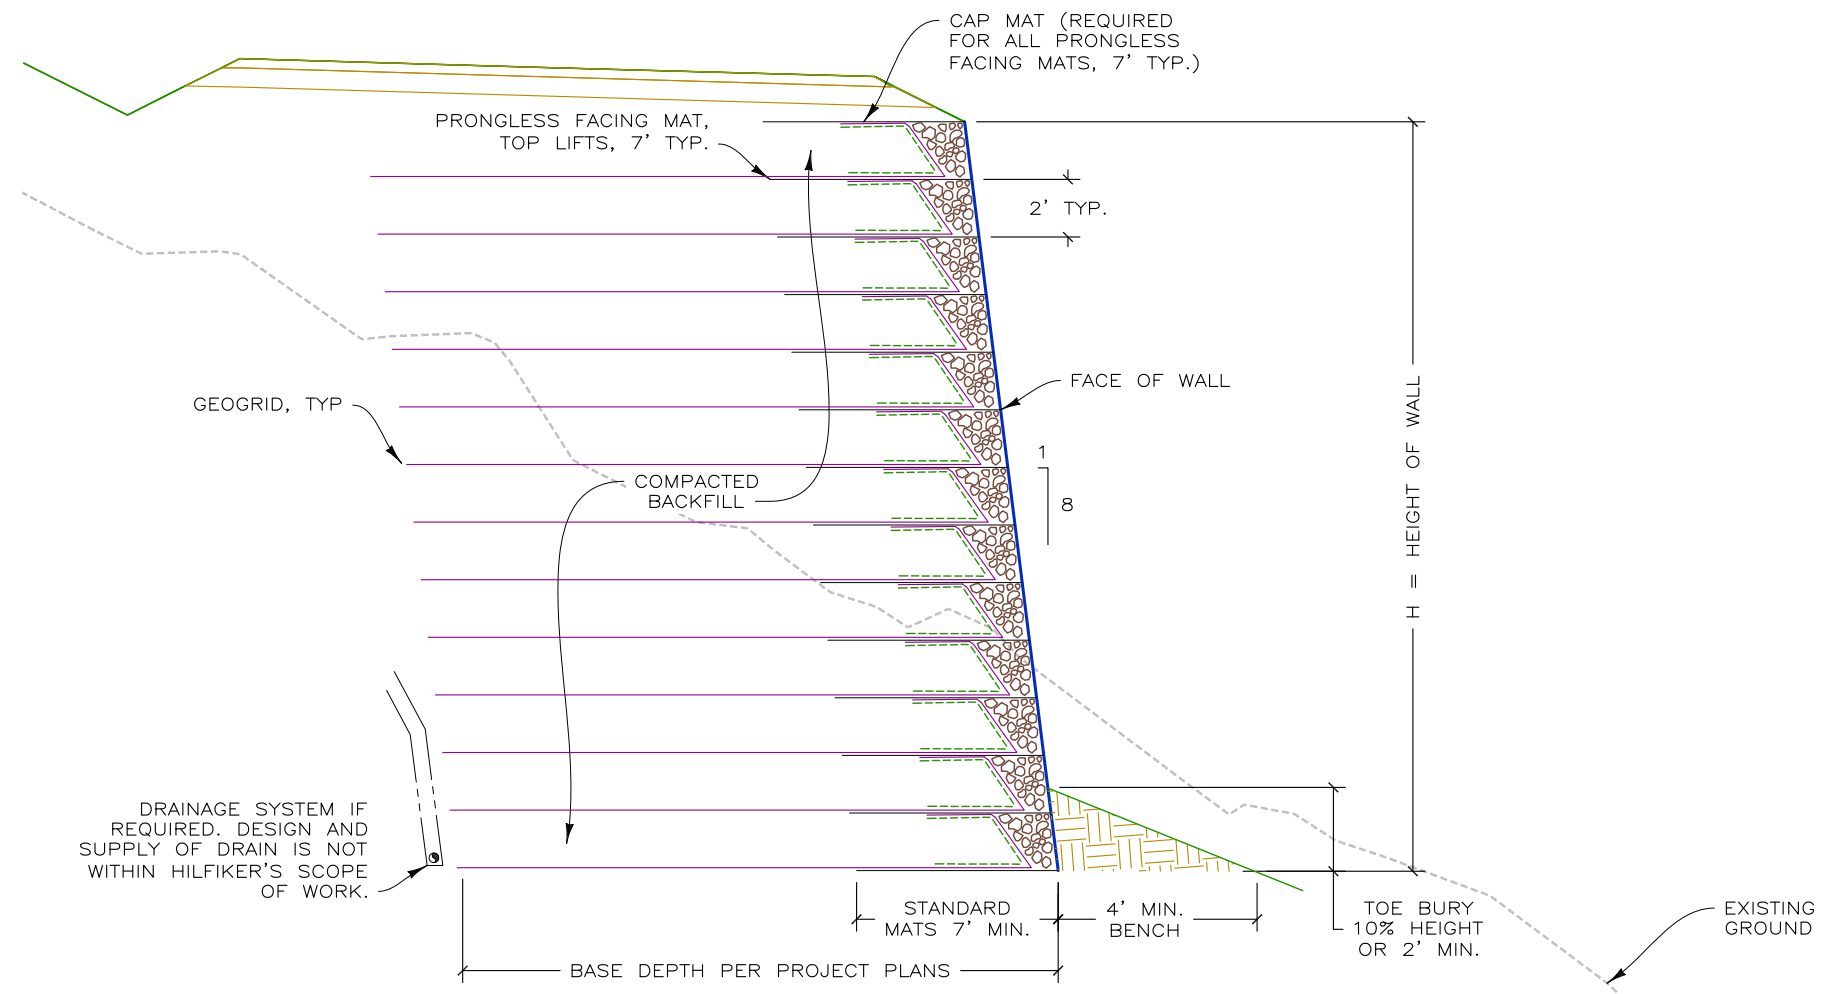 CAP MAT (REQUIRED
FOR ALL PRONGLESS
FACING MATS, 7' TYP.)
PRONGLESS FACING MAT,
TOP LIFTS, 7' TYP.
2' TYP.
FACE OF WALL
GEOGRID, TYP
1
8
COMPACTED
BACKFILL
H = HEIGHT OF WALL
DRAINAGE SYSTEM IF
REQUIRED. DESIGN AND
SUPPLY OF DRAIN IS NOT
WITHIN HILFIKER'S SCOPE
OF WORK.
STANDARD
MATS 7' MIN.
4' MIN.
BENCH
TOE BURY
10% HEIGHT
OR 2' MIN.
EXISTING
GROUND
BASE DEPTH PER PROJECT PLANS